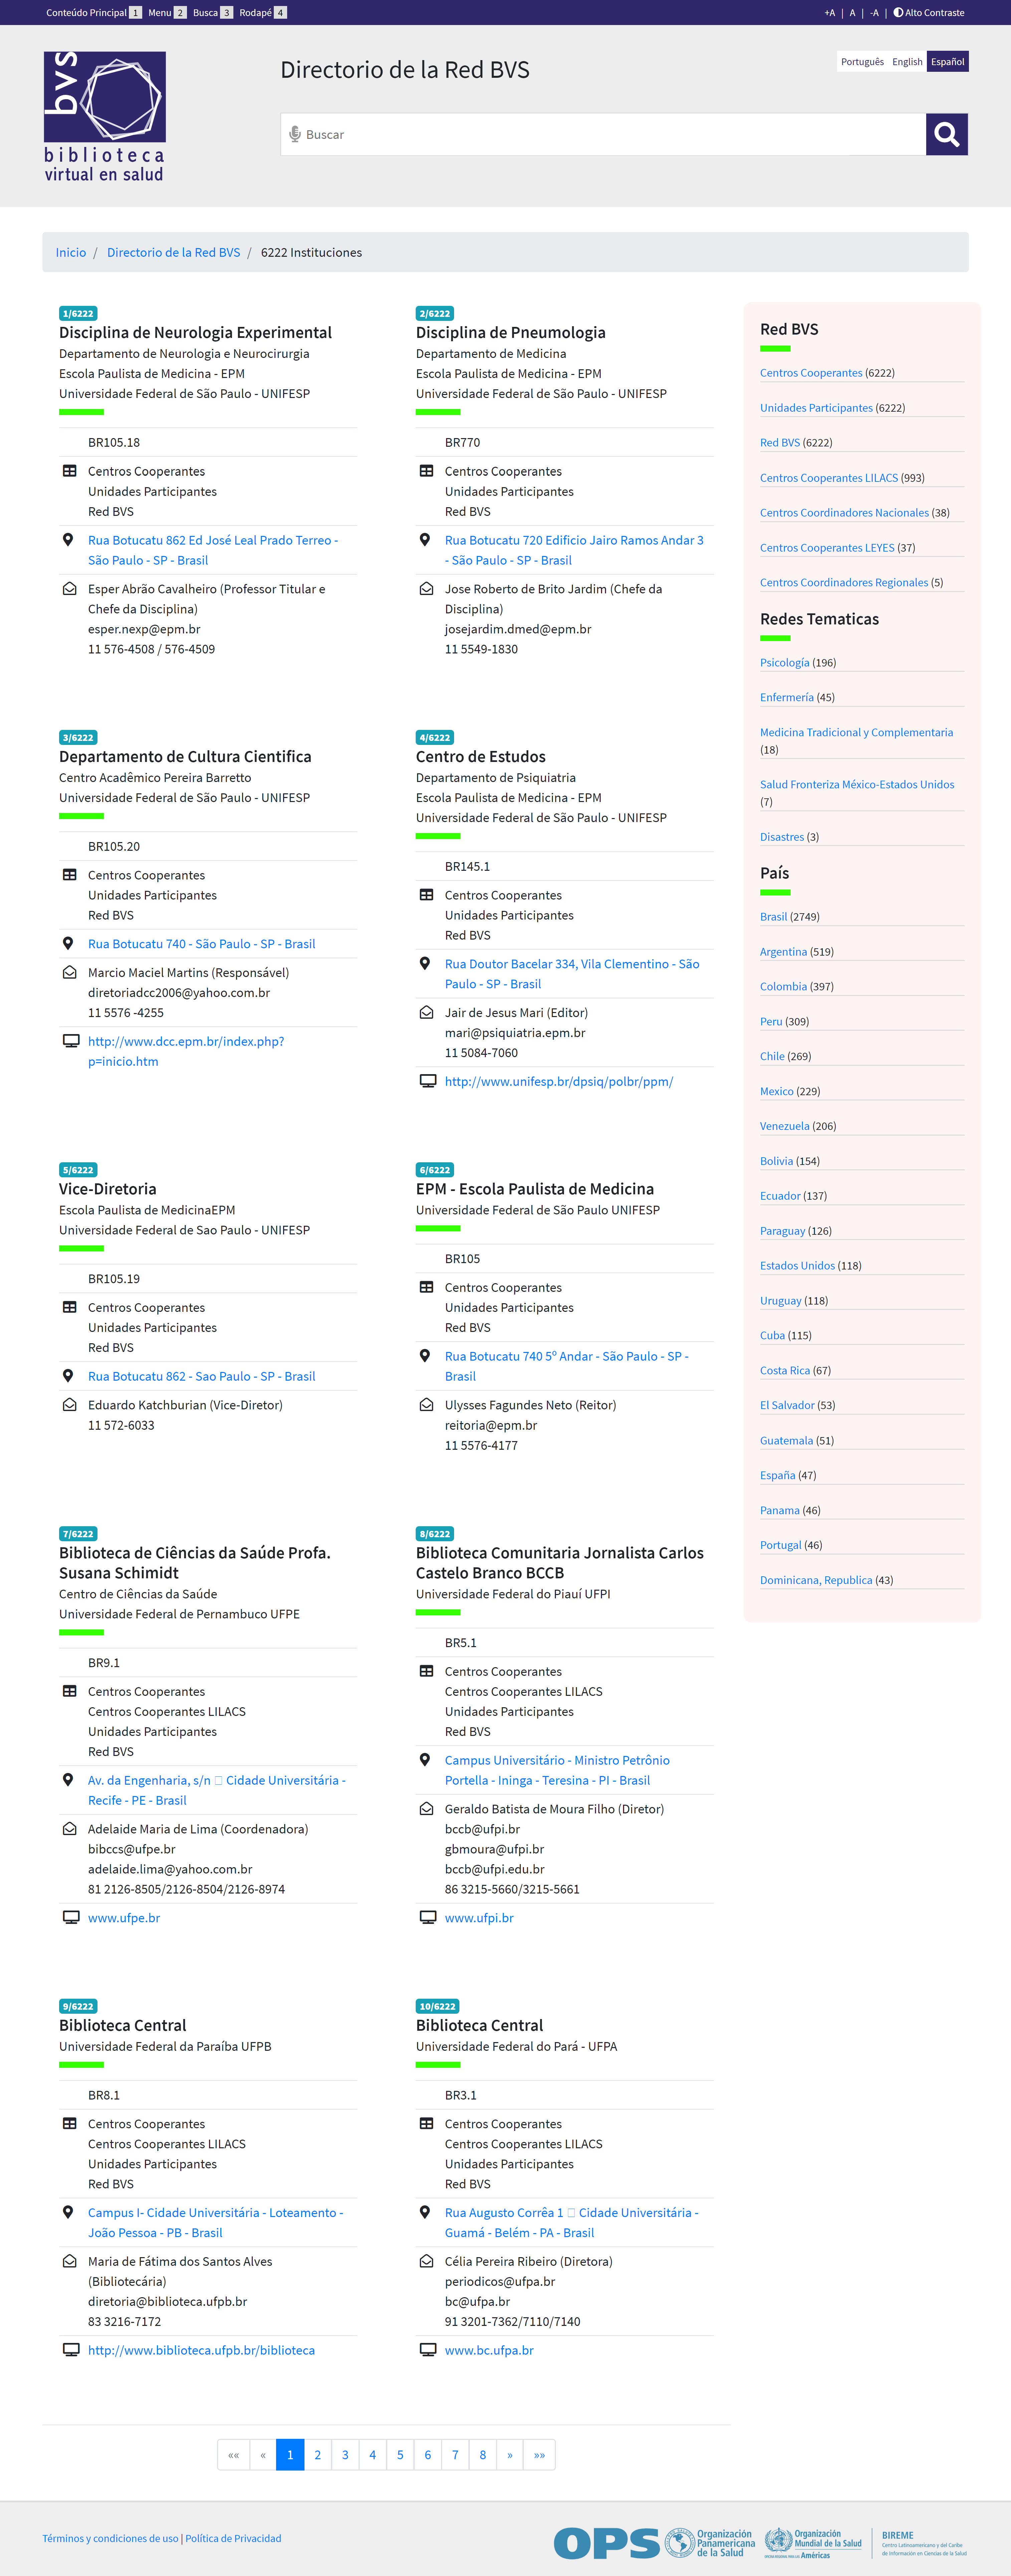 Conteúdo Principal 1 Menu 2 Busca 3 Rodapé 4
+A | A | -A | Alto Contraste
bvs
biblioteca
virtual en salud
Directorio de la Red BVS
Português English Español
Buscar
Inicio / Directorio de la Red BVS / 6222 Instituciones
1/6222
Disciplina de Neurologia Experimental
Departamento de Neurologia e Neurocirurgia
Escola Paulista de Medicina - EPM
Universidade Federal de São Paulo - UNIFESP
BR105.18
Centros Cooperantes
Unidades Participantes
Red BVS
Rua Botucatu 862 Ed José Leal Prado Terreo -
São Paulo - SP - Brasil
Esper Abrão Cavalheiro (Professor Titular e
Chefe da Disciplina)
esper.nexp@epm.br
11 576-4508 / 576-4509
2/6222
Disciplina de Pneumologia
Departamento de Medicina
Escola Paulista de Medicina - EPM
Universidade Federal de São Paulo - UNIFESP
BR770
Centros Cooperantes
Unidades Participantes
Red BVS
Rua Botucatu 720 Edificio Jairo Ramos Andar 3
- São Paulo - SP - Brasil
Jose Roberto de Brito Jardim (Chefe da
Disciplina)
josejardim.dmed@epm.br
11 5549-1830
3/6222
Departamento de Cultura Cientifica
Centro Acadêmico Pereira Barretto
Universidade Federal de São Paulo - UNIFESP
BR105.20
Centros Cooperantes
Unidades Participantes
Red BVS
Rua Botucatu 740 - São Paulo - SP - Brasil
Marcio Maciel Martins (Responsável)
diretoriadcc2006@yahoo.com.br
11 5576 -4255
http://www.dcc.epm.br/index.php?
p=inicio.htm
4/6222
Centro de Estudos
Departamento de Psiquiatria
Escola Paulista de Medicina - EPM
Universidade Federal de São Paulo - UNIFESP
BR145.1
Centros Cooperantes
Unidades Participantes
Red BVS
Rua Doutor Bacelar 334, Vila Clementino - São
Paulo - SP - Brasil
Jair de Jesus Mari (Editor)
mari@psiquiatria.epm.br
11 5084-7060
http://www.unifesp.br/dpsiq/polbr/ppm/
5/6222
Vice-Diretoria
Escola Paulista de MedicinaEPM
Universidade Federal de Sao Paulo - UNIFESP
BR105.19
Centros Cooperantes
Unidades Participantes
Red BVS
Rua Botucatu 862 - Sao Paulo - SP - Brasil
Eduardo Katchburian (Vice-Diretor)
11 572-6033
6/6222
EPM - Escola Paulista de Medicina
Universidade Federal de São Paulo UNIFESP
BR105
Centros Cooperantes
Unidades Participantes
Red BVS
Rua Botucatu 740 5º Andar - São Paulo - SP -
Brasil
Ulysses Fagundes Neto (Reitor)
reitoria@epm.br
11 5576-4177
7/6222
Biblioteca de Ciências da Saúde Profa.
Susana Schimidt
Centro de Ciências da Saúde
Universidade Federal de Pernambuco UFPE
BR9.1
Centros Cooperantes
Centros Cooperantes LILACS
Unidades Participantes
Red BVS
Av. da Engenharia, s/n Cidade Universitária -
Recife - PE - Brasil
Adelaide Maria de Lima (Coordenadora)
bibccs@ufpe.br
adelaide.lima@yahoo.com.br
81 2126-8505/2126-8504/2126-8974
www.ufpe.br
8/6222
Biblioteca Comunitaria Jornalista Carlos
Castelo Branco BCCB
Universidade Federal do Piauí UFPI
BR5.1
Centros Cooperantes
Centros Cooperantes LILACS
Unidades Participantes
Red BVS
Campus Universitário - Ministro Petrônio
Portella - Ininga - Teresina - PI - Brasil
Geraldo Batista de Moura Filho (Diretor)
bccb@ufpi.br
gbmoura@ufpi.br
bccb@ufpi.edu.br
86 3215-5660/3215-5661
www.ufpi.br
9/6222
Biblioteca Central
Universidade Federal da Paraíba UFPB
BR8.1
Centros Cooperantes
Centros Cooperantes LILACS
Unidades Participantes
Red BVS
Campus I- Cidade Universitária - Loteamento -
João Pessoa - PB - Brasil
Maria de Fátima dos Santos Alves
(Bibliotecária)
diretoria@biblioteca.ufpb.br
83 3216-7172
http://www.biblioteca.ufpb.br/biblioteca
10/6222
Biblioteca Central
Universidade Federal do Pará - UFPA
BR3.1
Centros Cooperantes
Centros Cooperantes LILACS
Unidades Participantes
Red BVS
Rua Augusto Corrêa 1 Cidade Universitária -
Guamá - Belém - PA - Brasil
Célia Pereira Ribeiro (Diretora)
periodicos@ufpa.br
bc@ufpa.br
91 3201-7362/7110/7140
www.bc.ufpa.br
Red BVS
Centros Cooperantes (6222)
Unidades Participantes (6222)
Red BVS (6222)
Centros Cooperantes LILACS (993)
Centros Coordinadores Nacionales (38)
Centros Cooperantes LEYES (37)
Centros Coordinadores Regionales (5)
Redes Tematicas
Psicología (196)
Enfermería (45)
Medicina Tradicional y Complementaria
(18)
Salud Fronteriza México-Estados Unidos
(7)
Disastres (3)
País
Brasil (2749)
Argentina (519)
Colombia (397)
Peru (309)
Chile (269)
Mexico (229)
Venezuela (206)
Bolivia (154)
Ecuador (137)
Paraguay (126)
Estados Unidos (118)
Uruguay (118)
Cuba (115)
Costa Rica (67)
El Salvador (53)
Guatemala (51)
España (47)
Panama (46)
Portugal (46)
Dominicana, Republica (43)
«« « 1 2 3 4 5 6 7 8 » »»
Términos y condiciones de uso | Política de Privacidad
OPS
Organización
Panamericana
de la Salud
Organización
Mundial de la Salud
Américas
BIREME
Centro Latinoamericano y del Caribe
de Información en Ciencias de la Salud